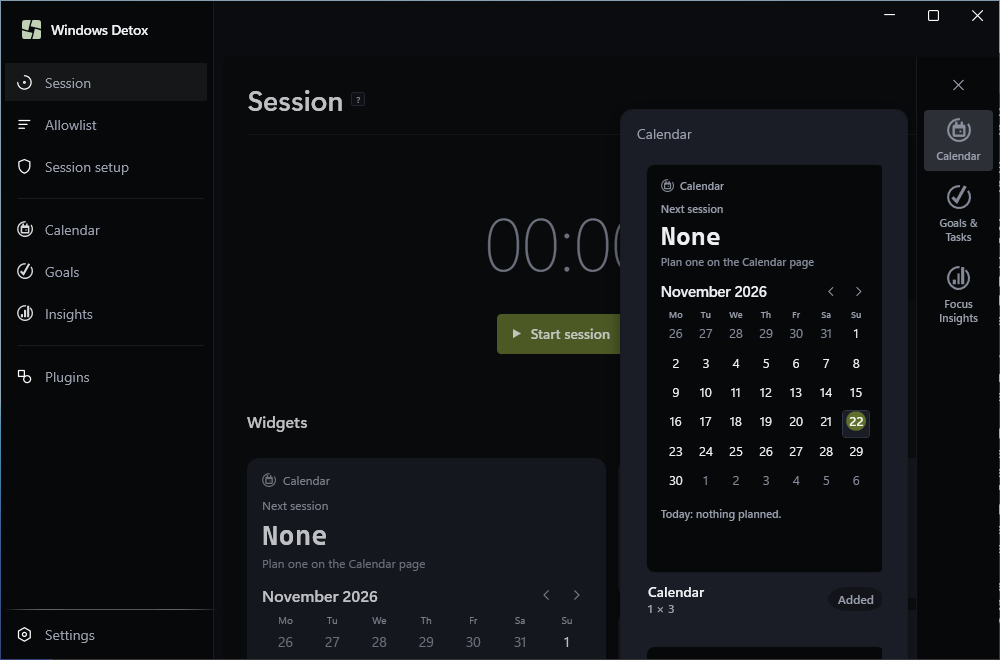 Windows Detox
Session
Allowlist
Session setup
Calendar
Goals
Insights
Plugins
Settings
Session ?
00:00
Start session
Widgets
Calendar
Next session
None
Plan one on the Calendar page
November 2026
Mo Tu We Th Fr Sa Su
26 27 28 29 30 31 1
Calendar
Calendar
Next session
None
Plan one on the Calendar page
November 2026
Mo Tu We Th Fr Sa Su
26 27 28 29 30 31 1
2 3 4 5 6 7 8
9 10 11 12 13 14 15
16 17 18 19 20 21 22
23 24 25 26 27 28 29
30 1 2 3 4 5 6
Today: nothing planned.
Calendar
1 × 3
Added
Calendar
Goals &
Tasks
Focus
Insights